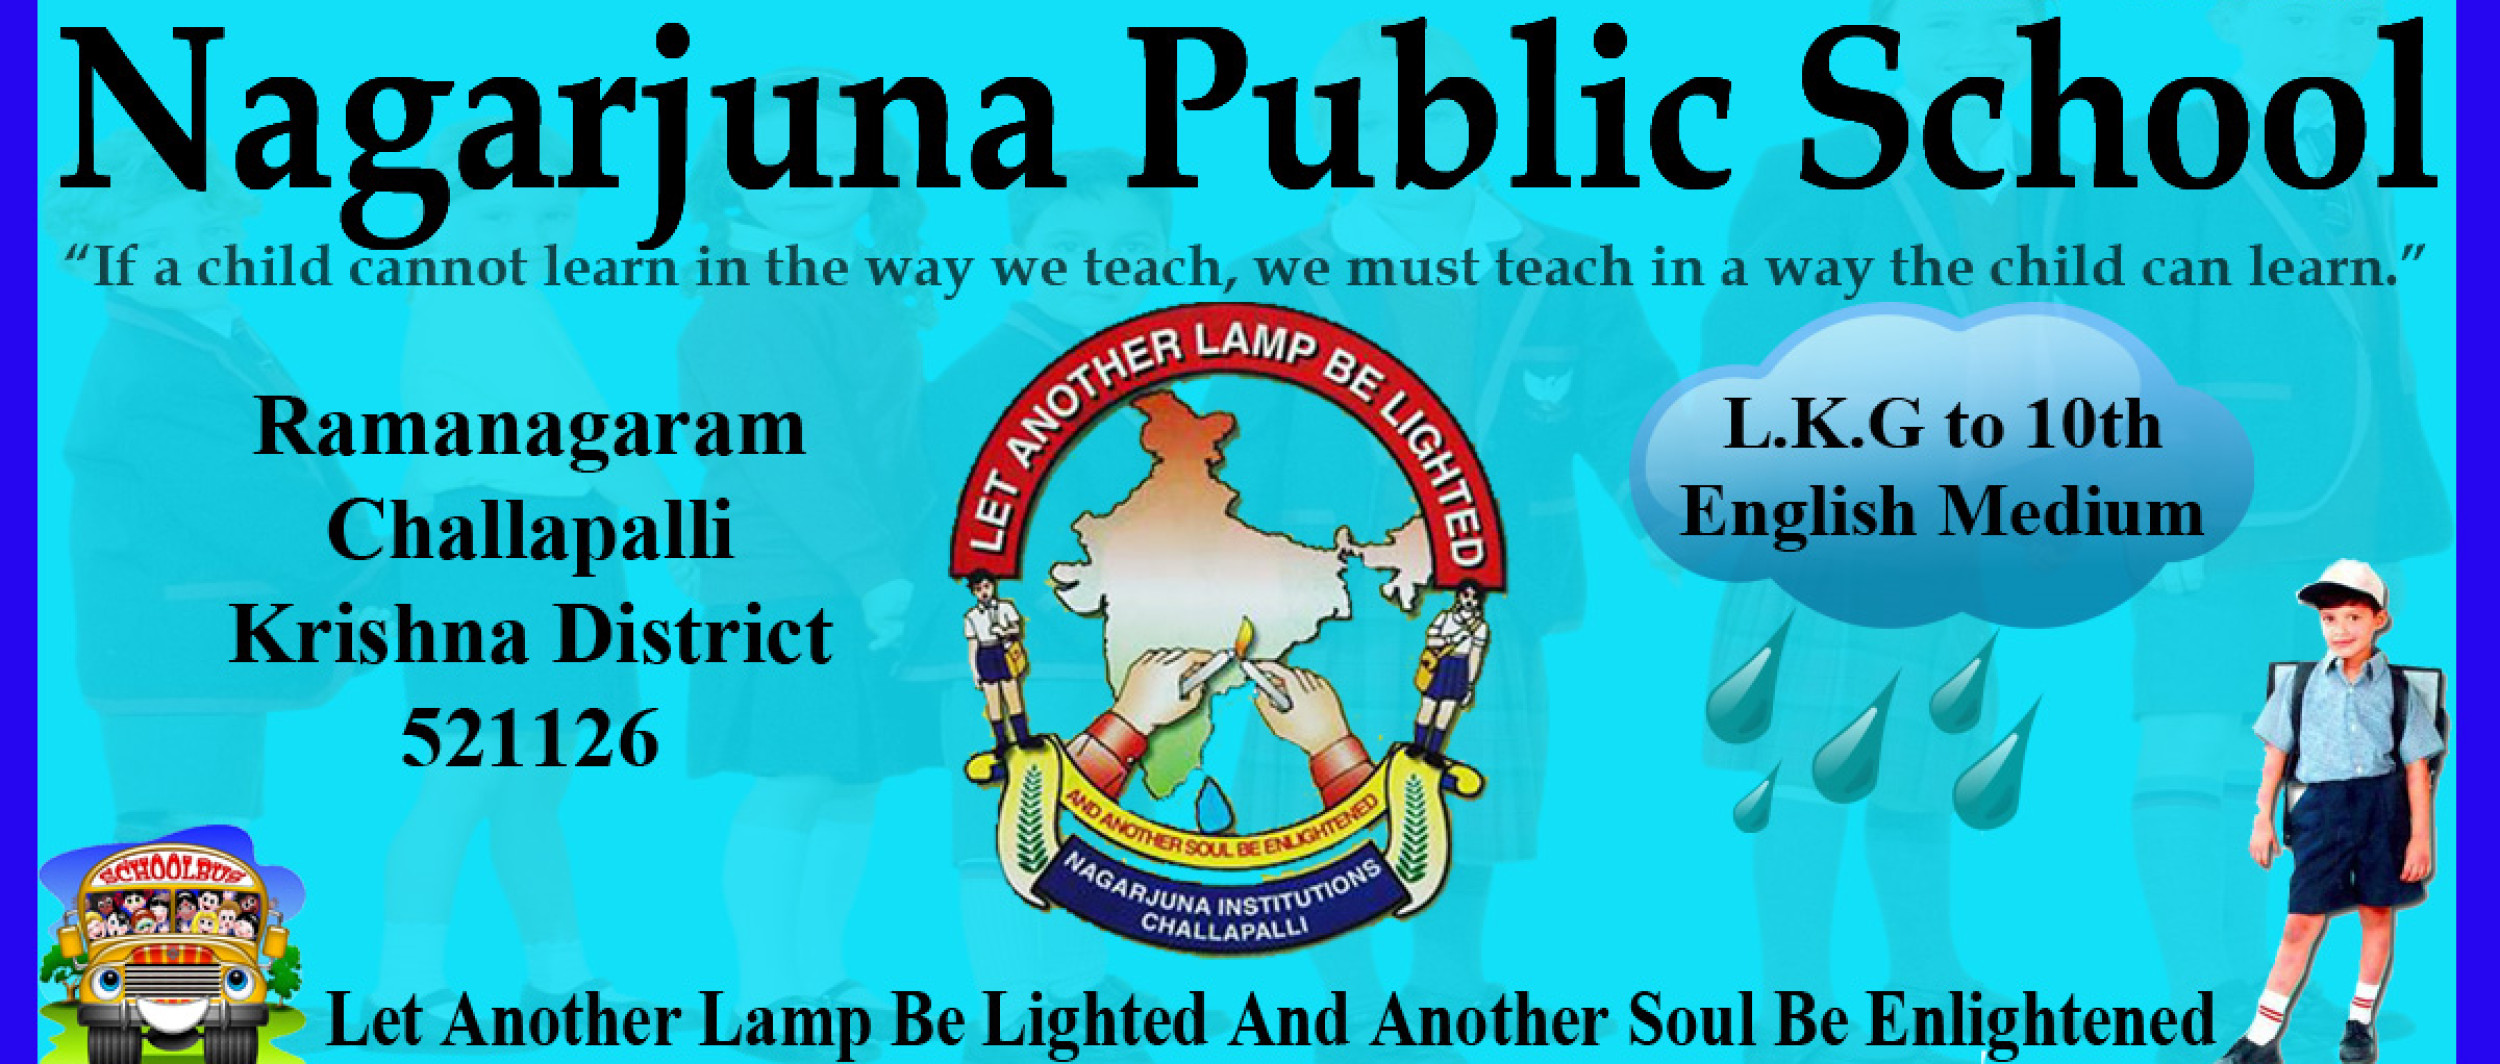 Nagarjuna Public School
“If a child cannot learn in the way we teach, we must teach in a way the child can learn.”
Ramanagaram
Challapalli
Krishna District
521126
LET ANOTHER LAMP BE LIGHTED
AND ANOTHER SOUL BE ENLIGHTENED
NAGARJUNA INSTITUTIONS
CHALLAPALLI
L.K.G to 10th
English Medium
SCHOOLBUS
Let Another Lamp Be Lighted And Another Soul Be Enlightened